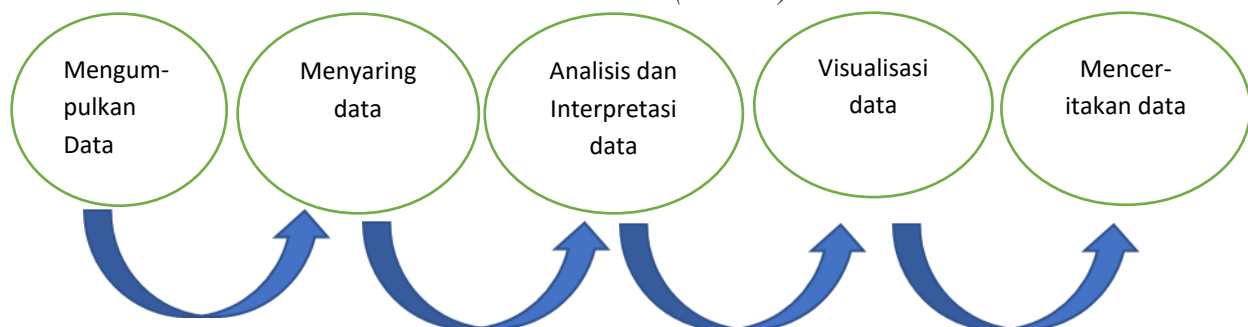 Mengum-
pulkan
Data
Menyaring
data
Analisis dan
Interpretasi
data
Visualisasi
data
Mencer-
itakan data